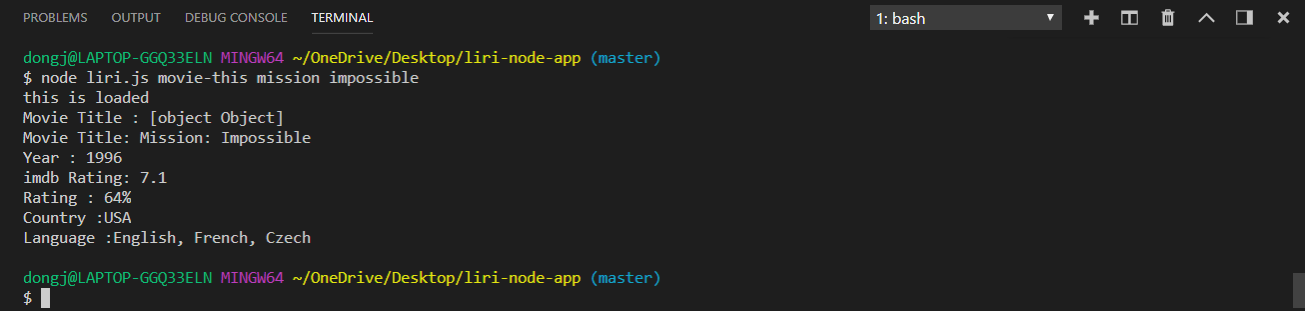 PROBLEMS OUTPUT DEBUG CONSOLE TERMINAL 1: bash
dongj@LAPTOP-GGQ33ELN MINGW64 ~/OneDrive/Desktop/liri-node-app (master)
$ node liri.js movie-this mission impossible
this is loaded
Movie Title : [object Object]
Movie Title: Mission: Impossible
Year : 1996
imdb Rating: 7.1
Rating : 64%
Country :USA
Language :English, French, Czech
dongj@LAPTOP-GGQ33ELN MINGW64 ~/OneDrive/Desktop/liri-node-app (master)
$